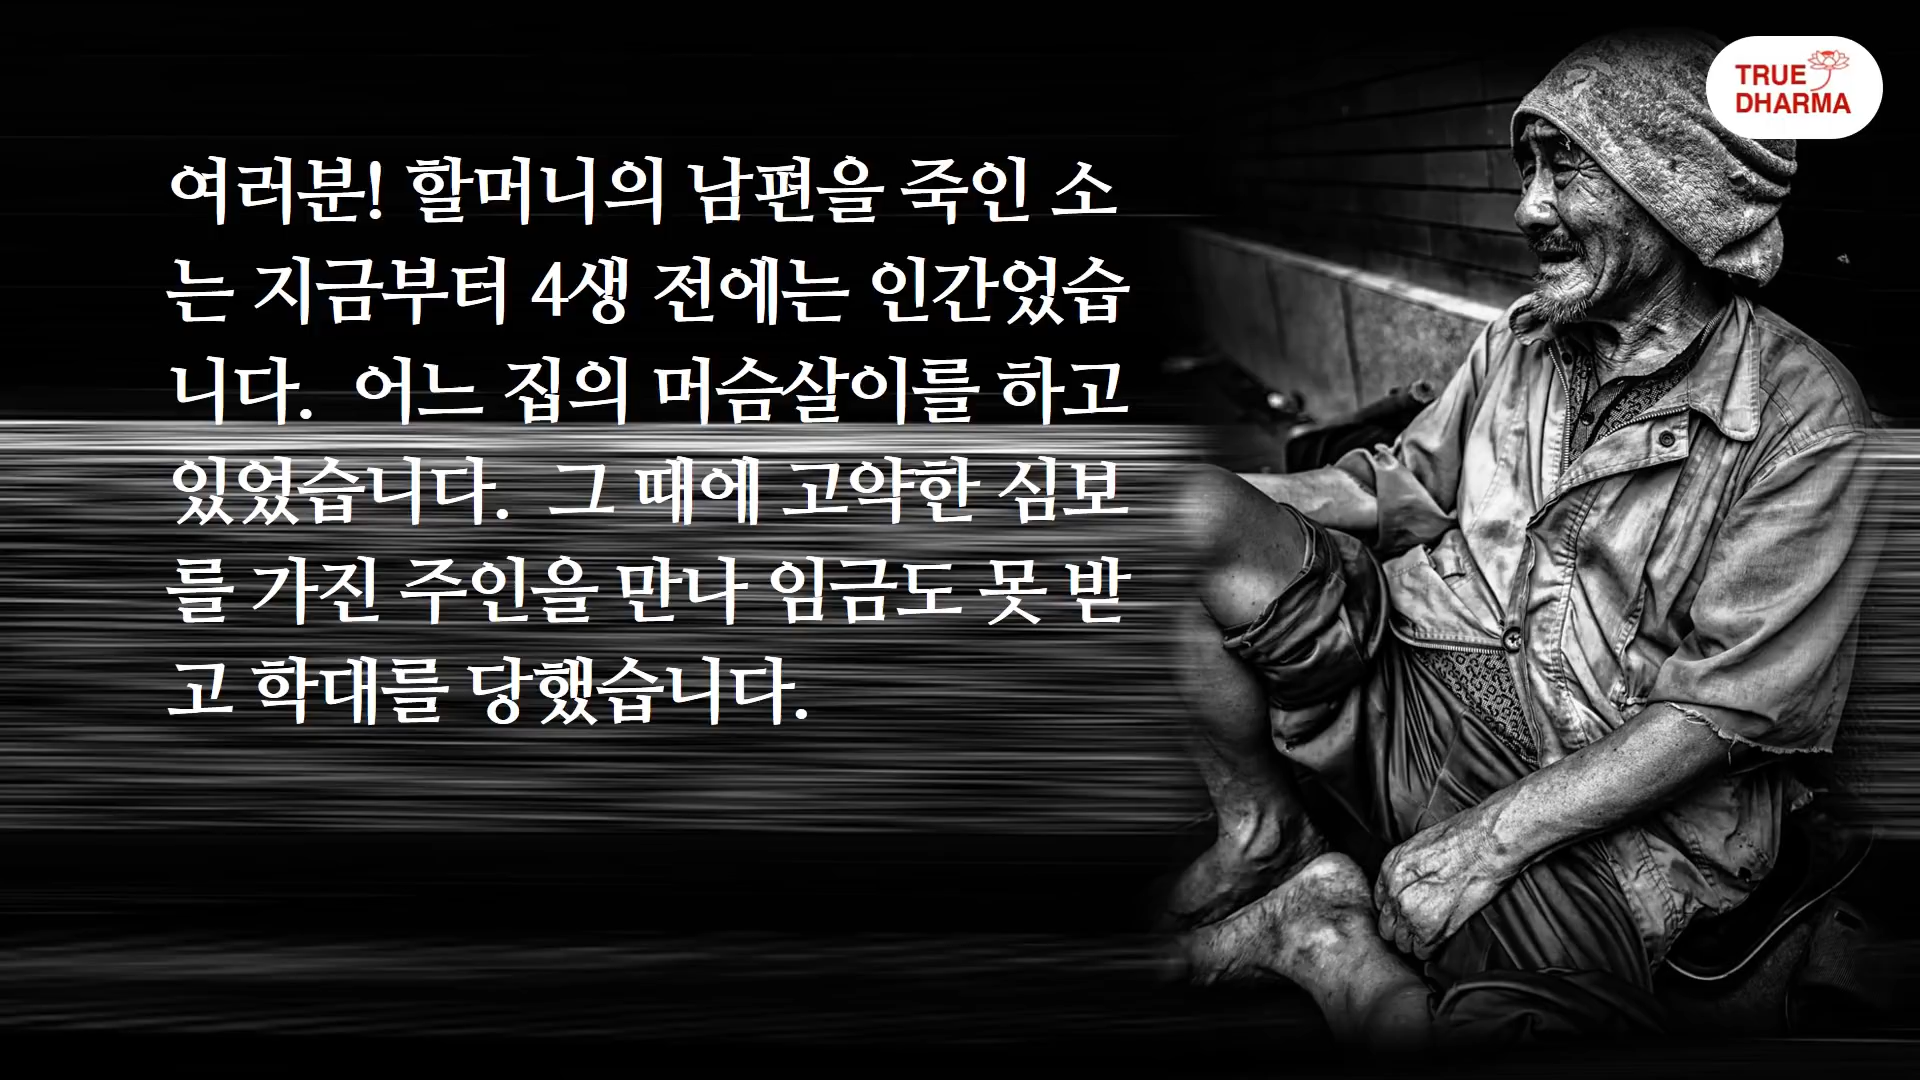 여러분! 할머니의 남편을 죽인 소
는 지금부터 4생 전에는 인간었습
니다. 어느 집의 머슴살이를 하고
있었습니다. 그 때에 고약한 심보
를 가진 주인을 만나 임금도 못 받
고 학대를 당했습니다.
TRUE
DHARMA